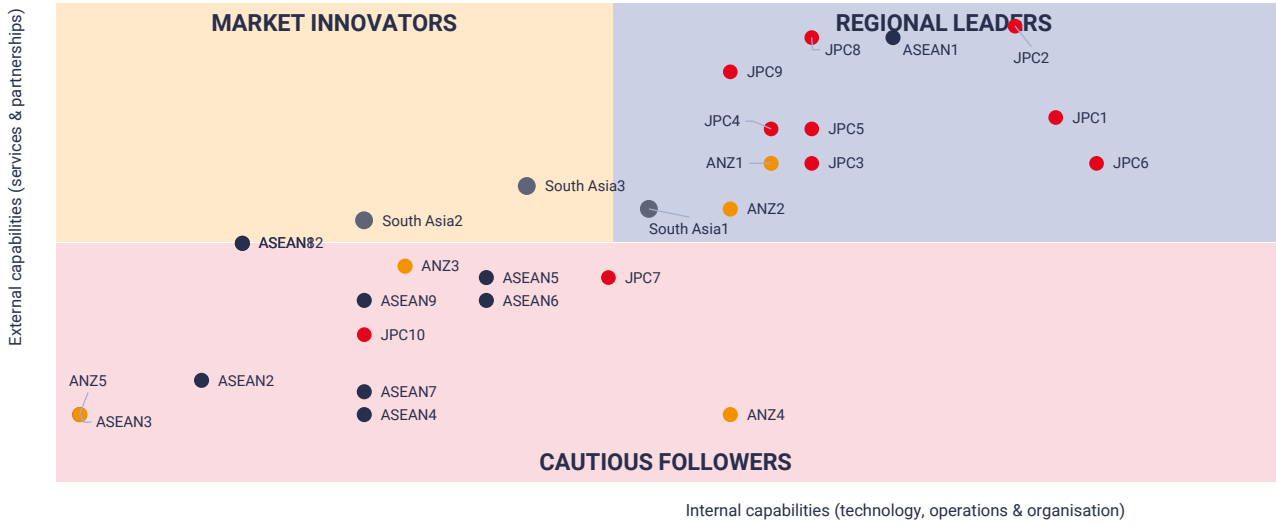 MARKET INNOVATORS
REGIONAL LEADERS
External capabilities (services & partnerships)
JPC8
ASEAN1
JPC2
JPC9
JPC4
JPC5
JPC1
ANZ1
JPC3
JPC6
South Asia3
South Asia2
ANZ2
South Asia1
ANZ3
ASEAN5
JPC7
ASEAN9
ASEAN6
JPC10
ANZ5
ASEAN2
ASEAN7
ASEAN3
ASEAN4
ANZ4
CAUTIOUS FOLLOWERS
Internal capabilities (technology, operations & organisation)